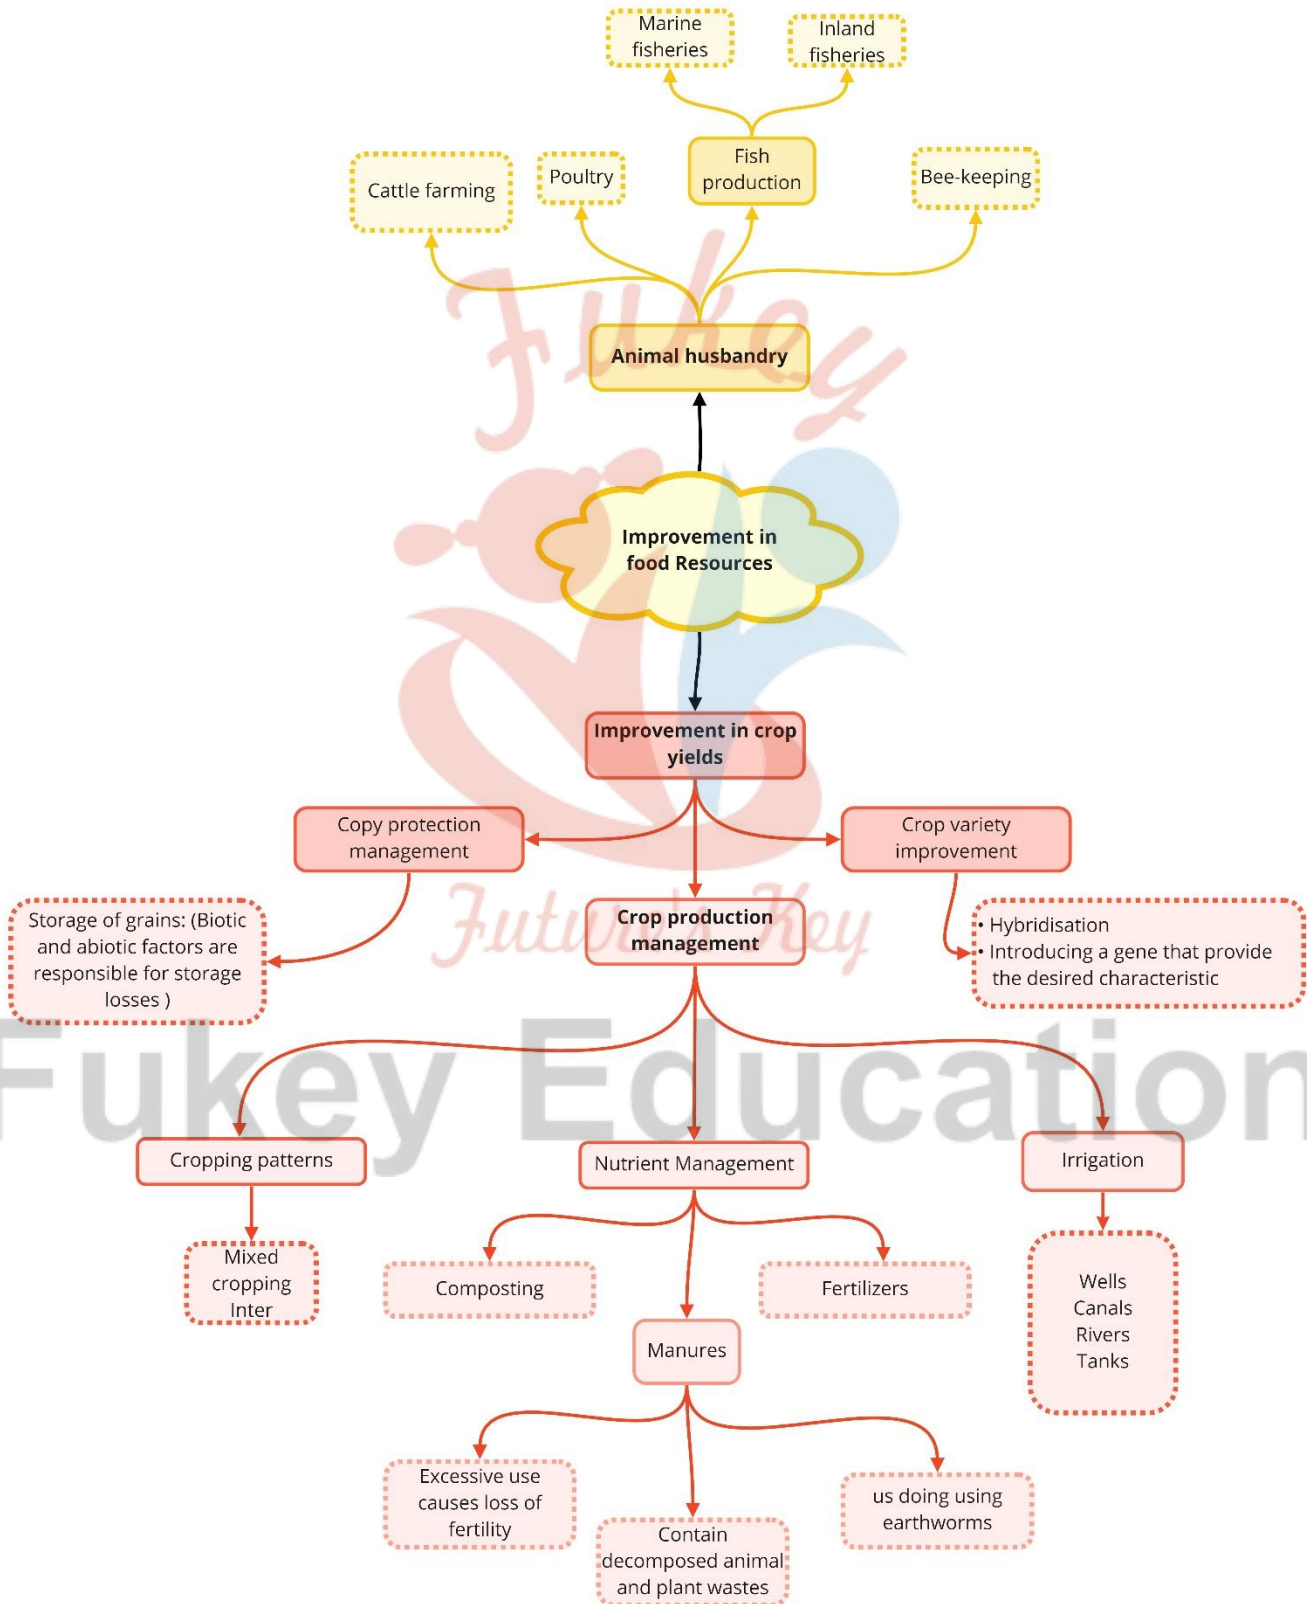 Marine
fisheries
Inland
fisheries
Cattle farming
Poultry
Fish
production
Bee-keeping
Fukey
Animal husbandry
Improvement in
food Resources
Improvement in crop
yields
Copy protection
management
Crop variety
improvement
Future's Key
Crop production
management
Storage of grains: (Biotic
and abiotic factors are
responsible for storage
losses )
• Hybridisation
• Introducing a gene that provide
the desired characteristic
Fukey Education
Cropping patterns
Nutrient Management
Irrigation
Mixed
cropping
Inter
Composting
Fertilizers
Wells
Canals
Rivers
Tanks
Manures
Excessive use
causes loss of
fertility
Contain
decomposed animal
and plant wastes
us doing using
earthworms